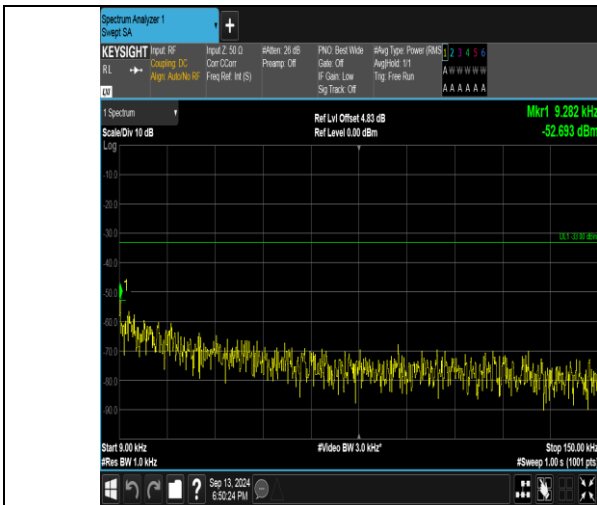 Spectrum Analyzer 1
Swept SA
+
KEYSIGHT
RL
LXI
Input: RF
Coupling: DC
Align: Auto/No RF
Input Z: 50 Ω
Corr CCorr
Freq Ref: Int (S)
#Atten: 26 dB
Preamp: Off
PNO: Best Wide
Gate: Off
IF Gain: Low
Sig Track: Off
#Avg Type: Power (RMS
Avg|Hold: 1/1
Trig: Free Run
1 2 3 4 5 6
A W W W W W
A A A A A A
1 Spectrum
Scale/Div 10 dB
Log
Ref Lvl Offset 4.83 dB
Ref Level 0.00 dBm
Mkr1 9.282 kHz
-52.693 dBm
-10.0
-20.0
-30.0
DL1 -33.00 dBm
-40.0
1
-50.0
-60.0
-70.0
-80.0
-90.0
Start 9.00 kHz
#Res BW 1.0 kHz
#Video BW 3.0 kHz*
Stop 150.00 kHz
#Sweep 1.00 s (1001 pts)
?
Sep 13, 2024
6:50:24 PM